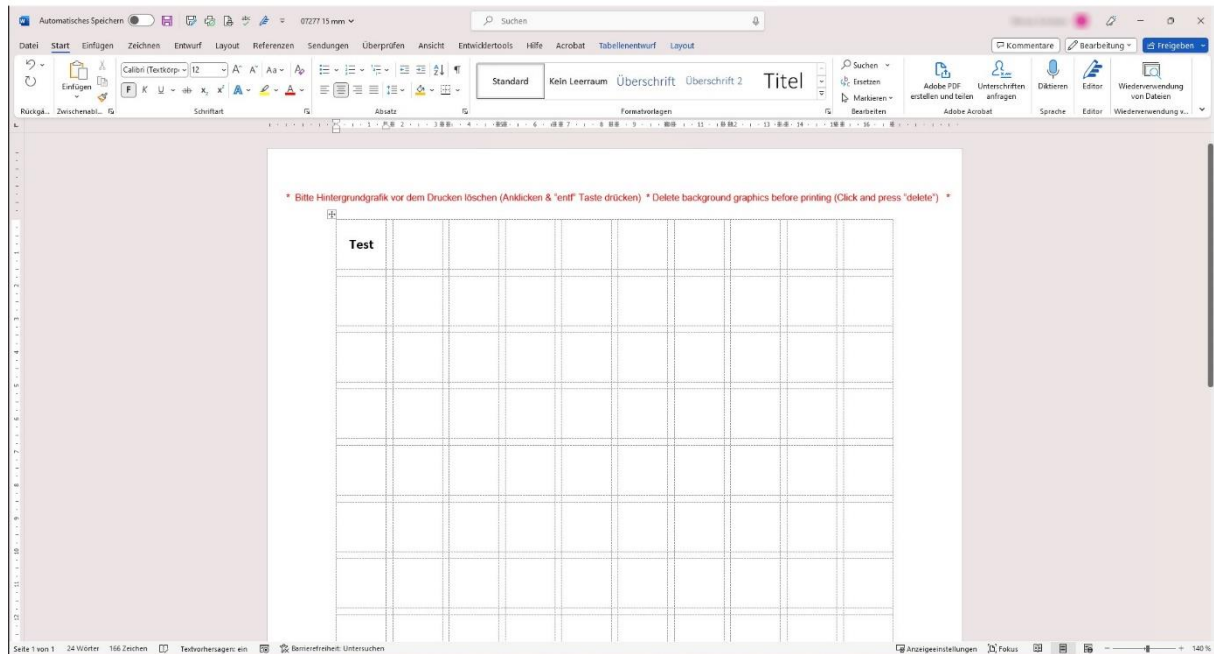 Automatisches Speichern 07277 15 mm Suchen
Datei Start Einfügen Zeichnen Entwurf Layout Referenzen Sendungen Überprüfen Ansicht Entwicklertools Hilfe Acrobat Tabellenentwurf Layout Kommentare Bearbeitung Freigeben
Einfügen
Calibri (Textkörp 12
F K U
Standard Kein Leerraum Überschrift Überschrift 2 Titel
Suchen
Ersetzen
Markieren
Adobe PDF erstellen und teilen
Unterschriften anfragen
Diktieren
Editor
Wiederverwendung von Dateien
Rückgä... Zwischenabl... Schriftart Absatz Formatvorlagen Bearbeiten Adobe Acrobat Sprache Editor Wiederverwendung v...
* Bitte Hintergrundgrafik vor dem Drucken löschen (Anklicken & "entf" Taste drücken) * Delete background graphics before printing (Click and press "delete") *
Test
Seite 1 von 1 24 Wörter 166 Zeichen Textvorhersagen: ein Barrierefreiheit: Untersuchen Anzeigeeinstellungen Fokus 140 %